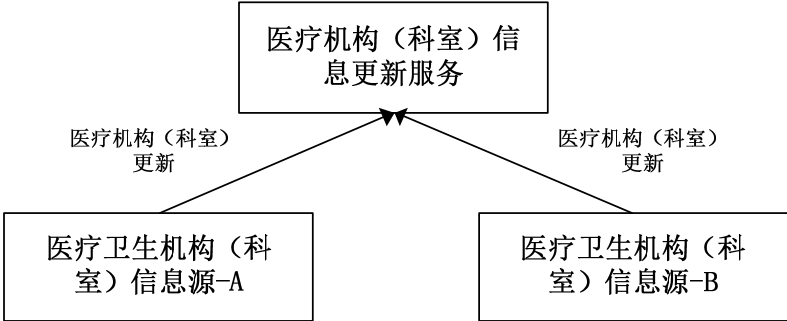 医疗机构（科室）信
息更新服务
医疗机构（科室）
更新
医疗机构（科室）
更新
医疗卫生机构（科
室）信息源-A
医疗卫生机构（科
室）信息源-B